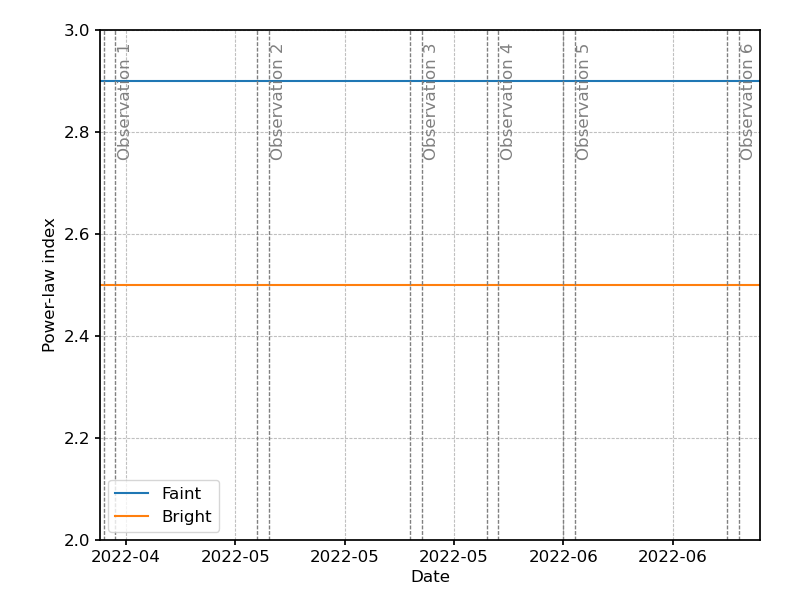 3.0
2.8
2.6
2.4
2.2
2.0
Power-law index
Observation 1
Observation 2
Observation 3
Observation 4
Observation 5
Observation 6
Faint
Bright
2022-04
2022-05
2022-05
2022-05
2022-06
2022-06
Date